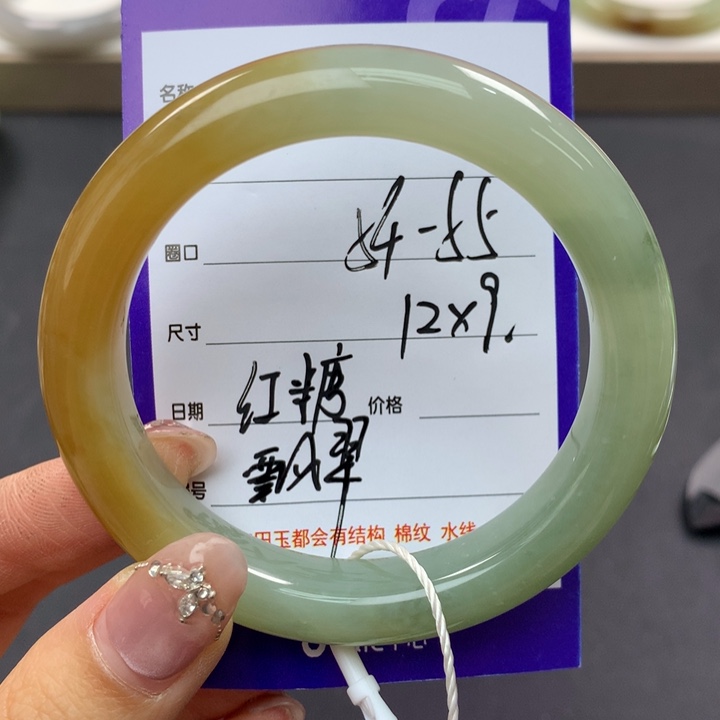 名称
圈口 54-55
尺寸 12x9.
日期 红糖 价格
号 飘翠
田玉都会有结构 棉纹 水线